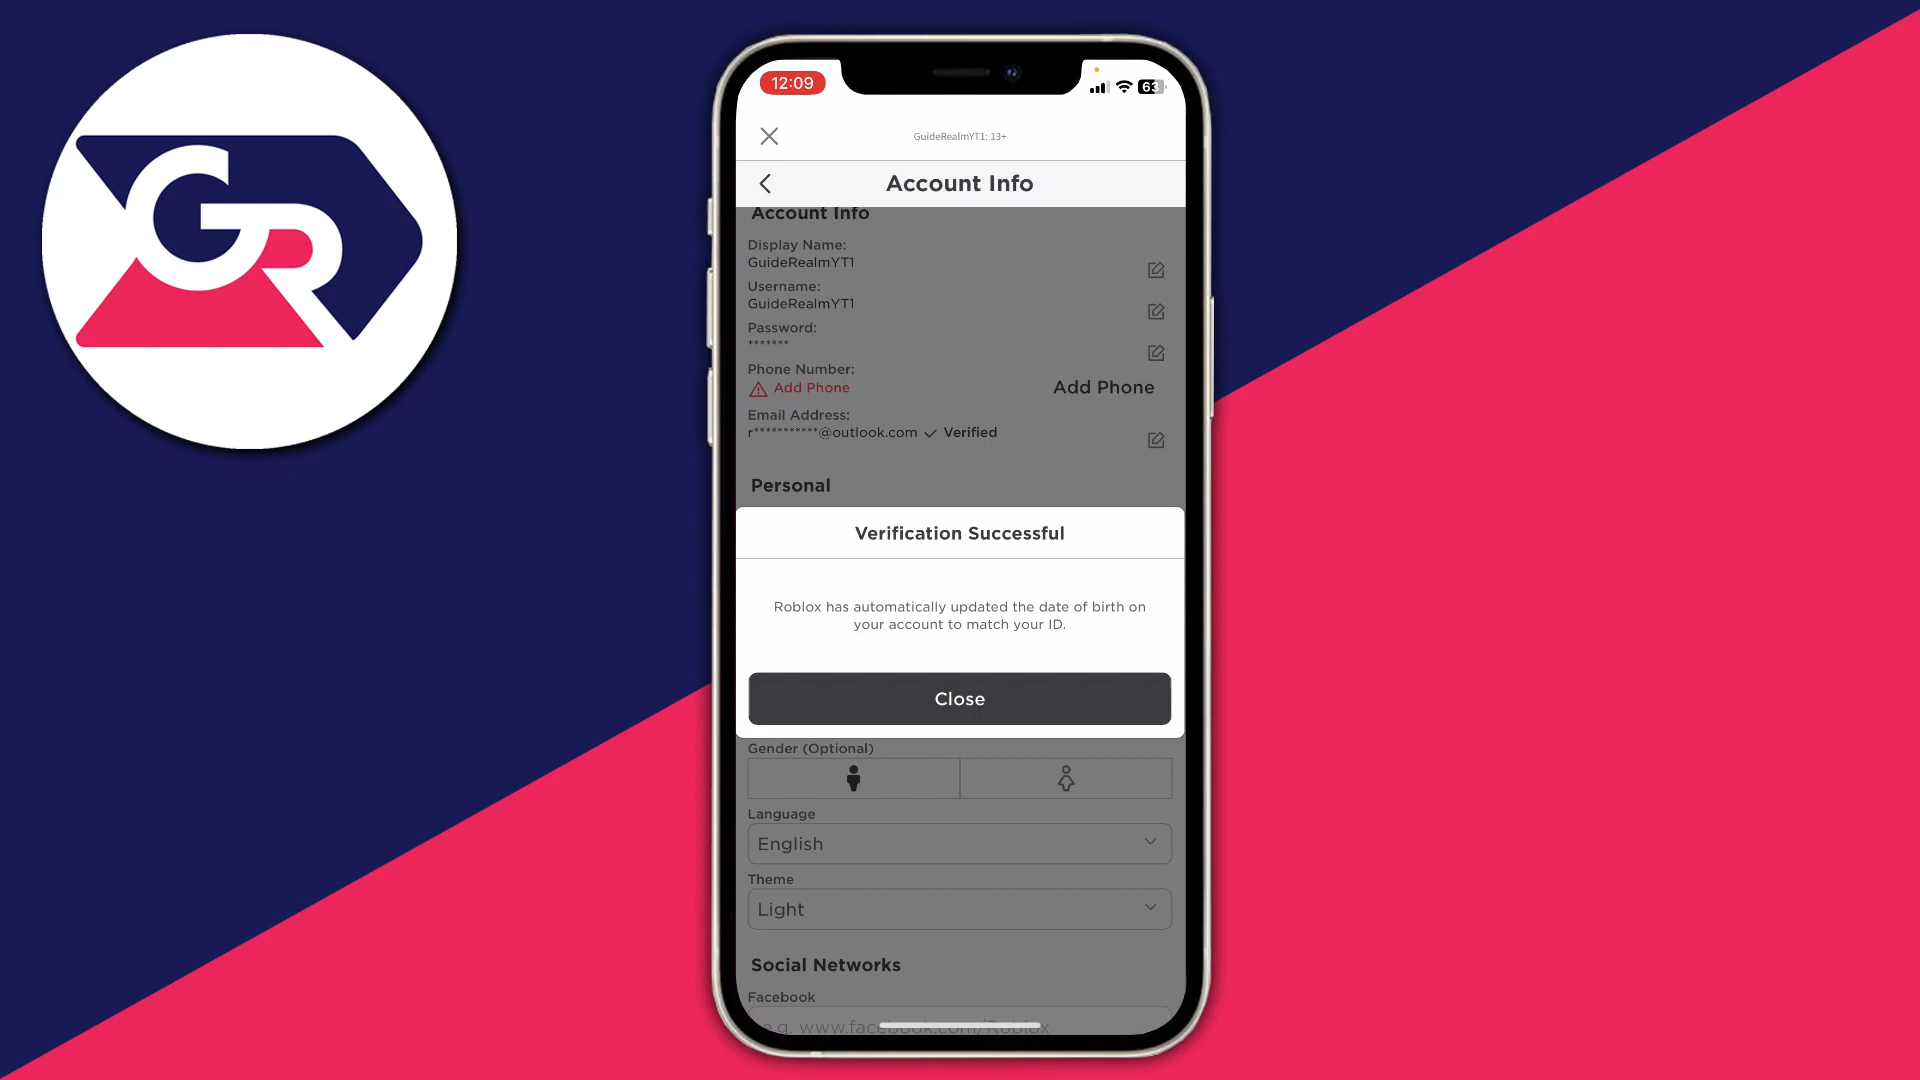 GR
12:09
63
GuideRealmYT1: 13+
Account Info
Account Info
Display Name:
GuideRealmYT1
Username:
GuideRealmYT1
Password:
*******
Phone Number:
Add Phone
Add Phone
Email Address:
r***********@outlook.com ✓ Verified
Personal
Verification Successful
Roblox has automatically updated the date of birth on
your account to match your ID.
Close
Gender (Optional)
Language
English
Theme
Light
Social Networks
Facebook
e.g. www.facebook.com/Roblox